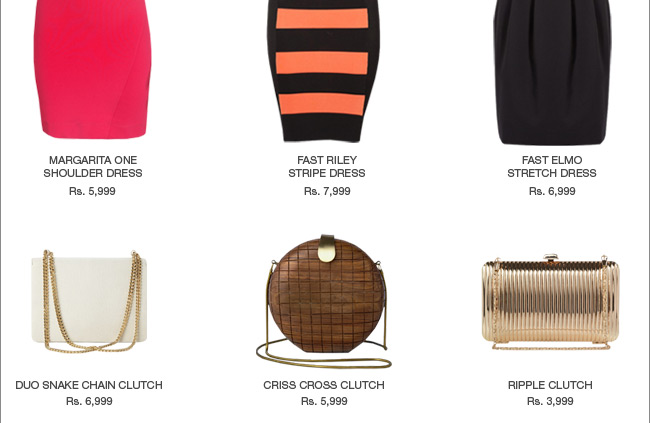 MARGARITA ONE
SHOULDER DRESS
Rs. 5,999
FAST RILEY
STRIPE DRESS
Rs. 7,999
FAST ELMO
STRETCH DRESS
Rs. 6,999
DUO SNAKE CHAIN CLUTCH
Rs. 6,999
CRISS CROSS CLUTCH
Rs. 5,999
RIPPLE CLUTCH
Rs. 3,999